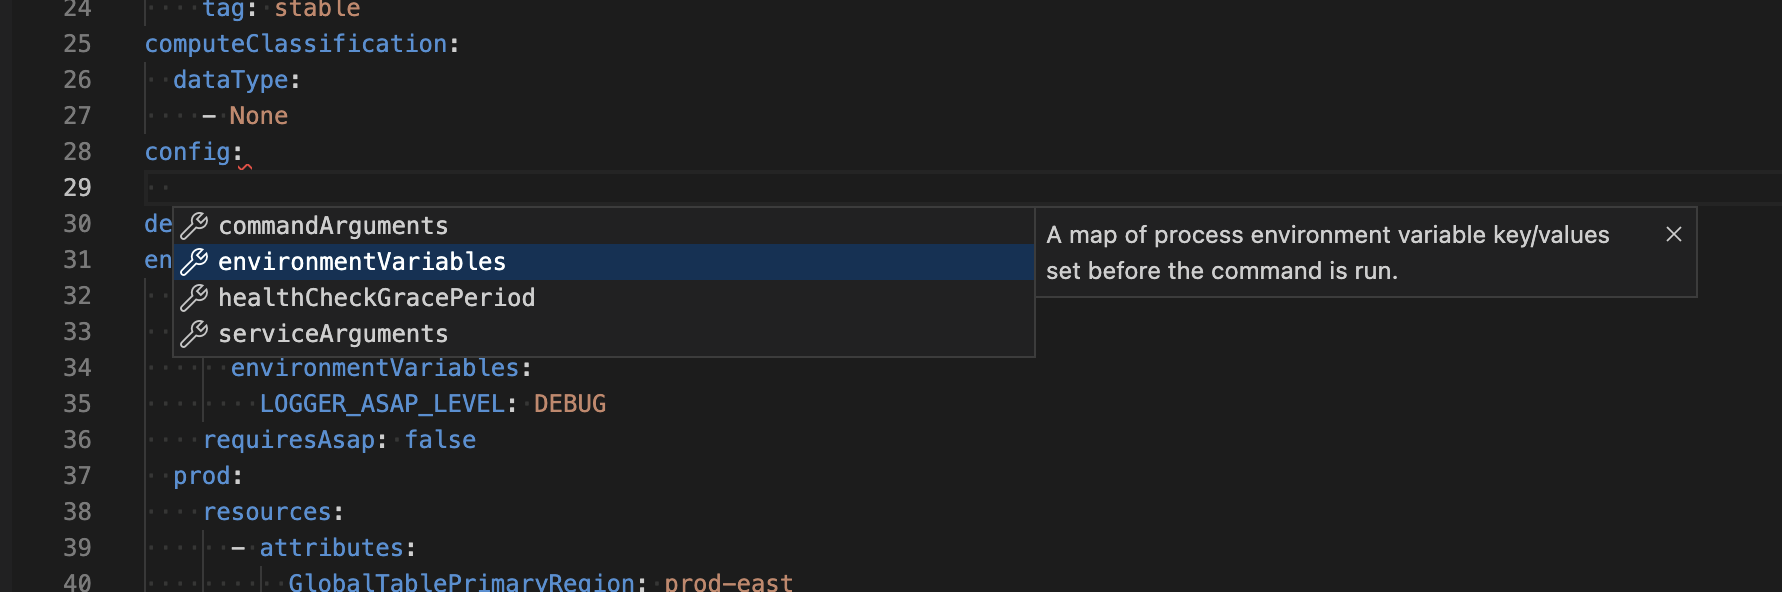 24 tag: stable
25 computeClassification:
26 dataType:
27 - None
28 config:
29
30 de
commandArguments
A map of process environment variable key/values
31 en
environmentVariables
set before the command is run.
32
healthCheckGracePeriod
33
serviceArguments
34 environmentVariables:
35 LOGGER_ASAP_LEVEL: DEBUG
36 requiresAsap: false
37 prod:
38 resources:
39 - attributes:
40 GlobalTablePrimaryRegion: prod-east